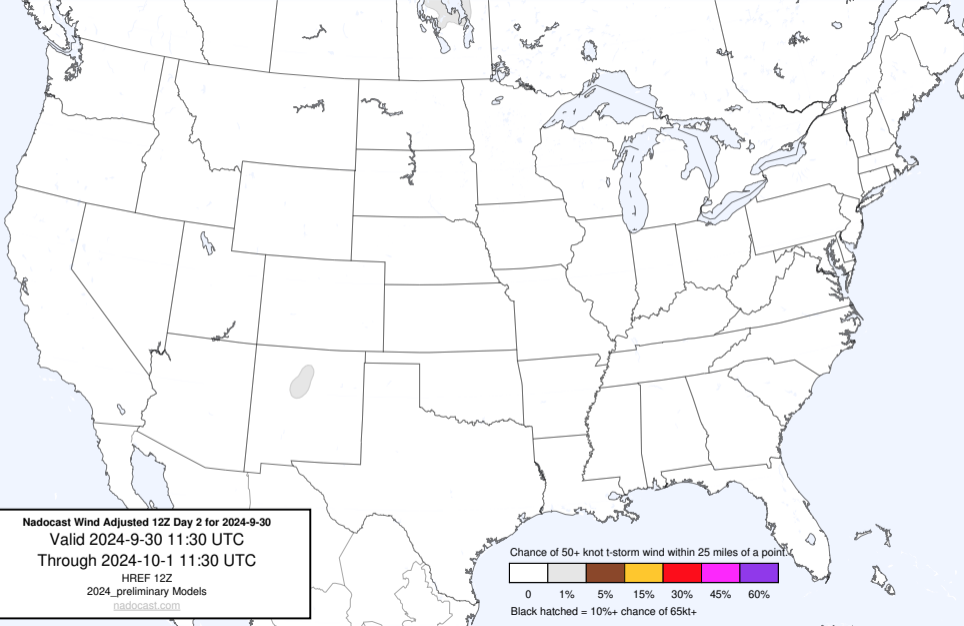 Nadocast Wind Adjusted 12Z Day 2 for 2024-9-30
Valid 2024-9-30 11:30 UTC
Through 2024-10-1 11:30 UTC
HREF 12Z
2024_preliminary Models
nadocast.com
Chance of 50+ knot t-storm wind within 25 miles of a point.
0 1% 5% 15% 30% 45% 60%
Black hatched = 10%+ chance of 65kt+